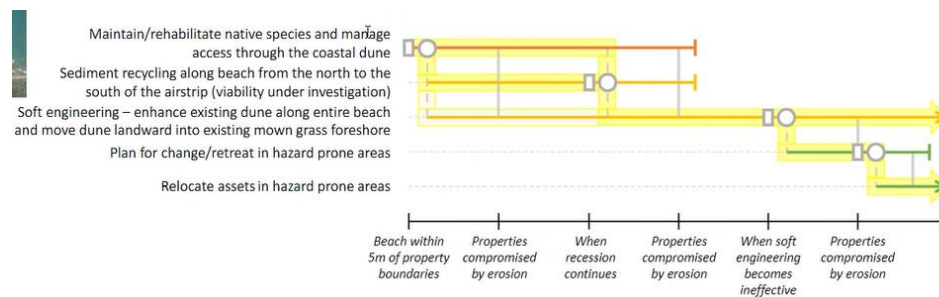 Maintain/rehabilitate native species and manage
access through the coastal dune
Sediment recycling along beach from the north to the
south of the airstrip (viability under investigation)
Soft engineering – enhance existing dune along entire beach
and move dune landward into existing mown grass foreshore
Plan for change/retreat in hazard prone areas
Relocate assets in hazard prone areas
Beach within
5m of property
boundaries
Properties
compromised
by erosion
When
recession
continues
Properties
compromised
by erosion
When soft
engineering
becomes
ineffective
Properties
compromised
by erosion